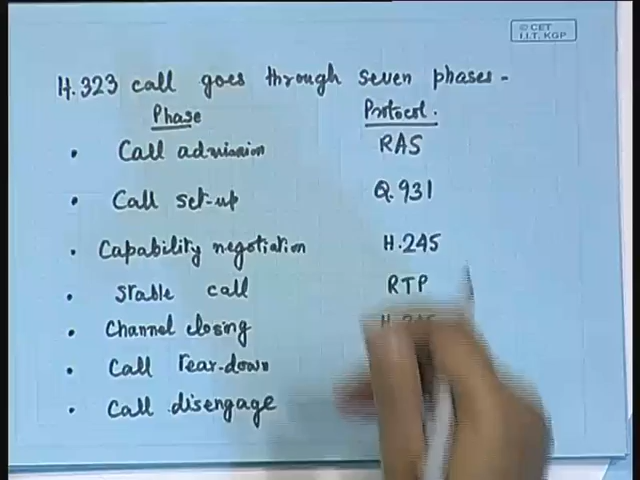 © CET
I.I.T. KGP
H.323 call goes through seven phases -
Phase Protocol.
• Call admission RAS
• Call set-up Q.931
• Capability negotiation H.245
• Stable call RTP
• Channel closing H.245
• Call tear-down
• Call disengage